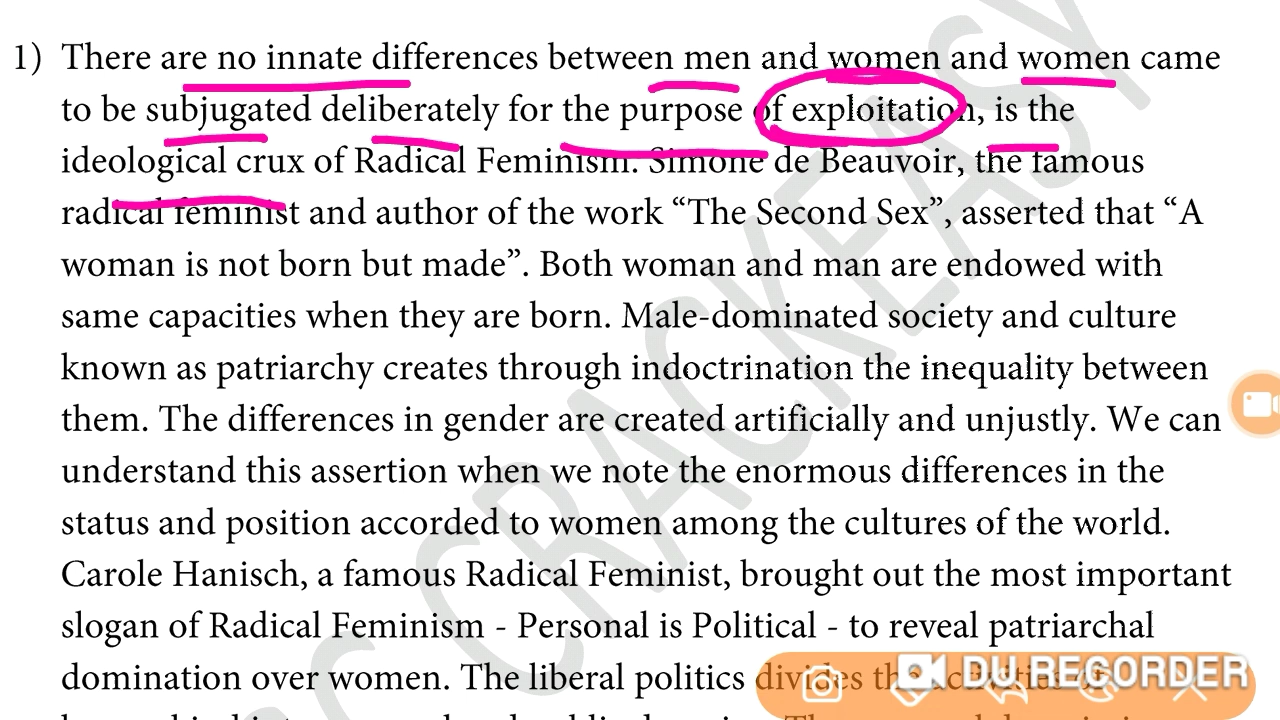 1) There are no innate differences between men and women and women came
to be subjugated deliberately for the purpose of exploitation, is the
ideological crux of Radical Feminism. Simone de Beauvoir, the famous
radical feminist and author of the work “The Second Sex”, asserted that “A
woman is not born but made”. Both woman and man are endowed with
same capacities when they are born. Male-dominated society and culture
known as patriarchy creates through indoctrination the inequality between
them. The differences in gender are created artificially and unjustly. We can
understand this assertion when we note the enormous differences in the
status and position accorded to women among the cultures of the world.
Carole Hanisch, a famous Radical Feminist, brought out the most important
slogan of Radical Feminism - Personal is Political - to reveal patriarchal
domination over women. The liberal politics divides
DU RECORDER
CRACKEASY